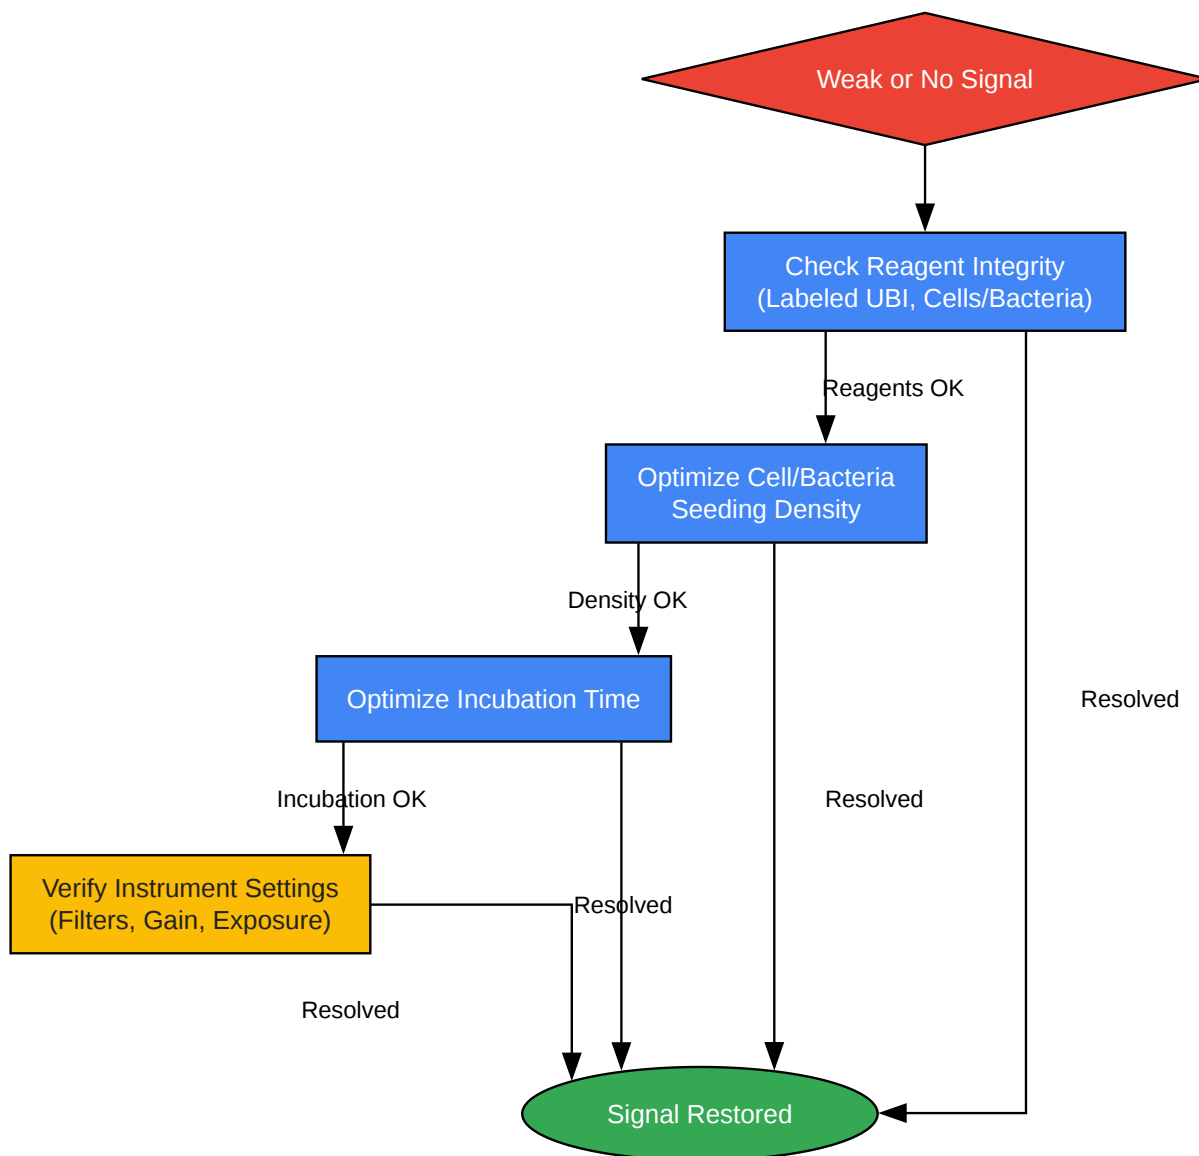 Weak or No Signal
Check Reagent Integrity
(Labeled UBI, Cells/Bacteria)
Reagents OK
Optimize Cell/Bacteria
Seeding Density
Density OK
Optimize Incubation Time
Resolved
Incubation OK
Resolved
Verify Instrument Settings
(Filters, Gain, Exposure)
Resolved
Resolved
Signal Restored